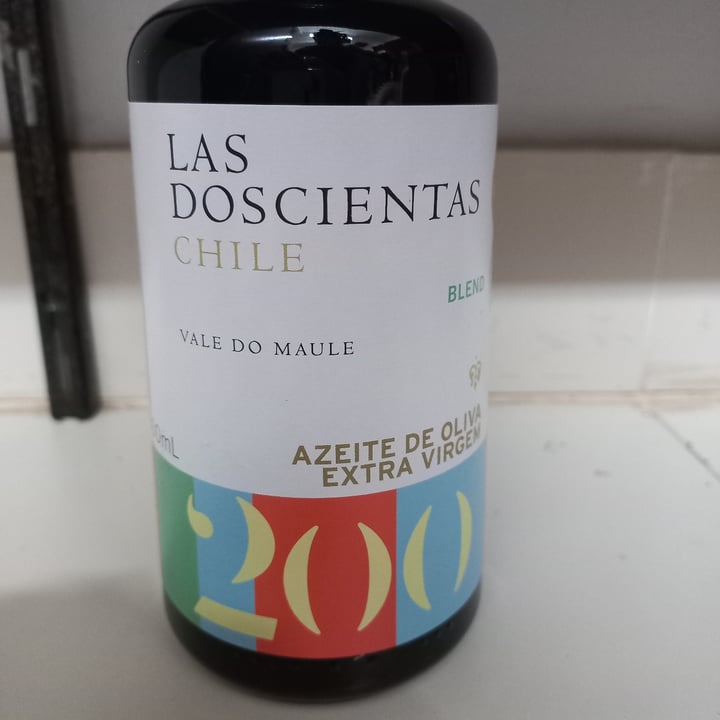 LAS
DOSCIENTAS
CHILE
BLEND
VALE DO MAULE
AZEITE DE OLIVA
EXTRA VIRGEM
200